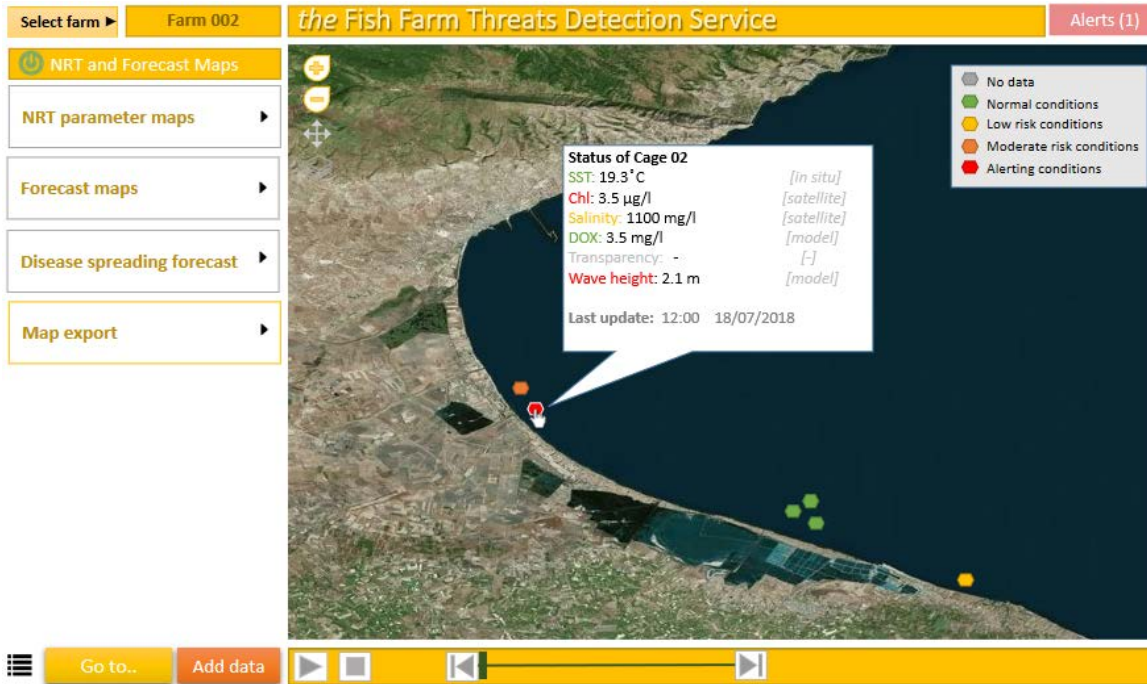 Select farm ▶
Farm 002
the Fish Farm Threats Detection Service
Alerts (1)
NRT and Forecast Maps
NRT parameter maps
Forecast maps
Disease spreading forecast
Map export
No data
Normal conditions
Low risk conditions
Moderate risk conditions
Alerting conditions
Status of Cage 02
SST: 19.3˚C [in situ]
Chl: 3.5 µg/l [satellite]
Salinity: 1100 mg/l [satellite]
DOX: 3.5 mg/l [model]
Transparency: - [-]
Wave height: 2.1 m [model]
Last update: 12:00 18/07/2018
Go to..
Add data